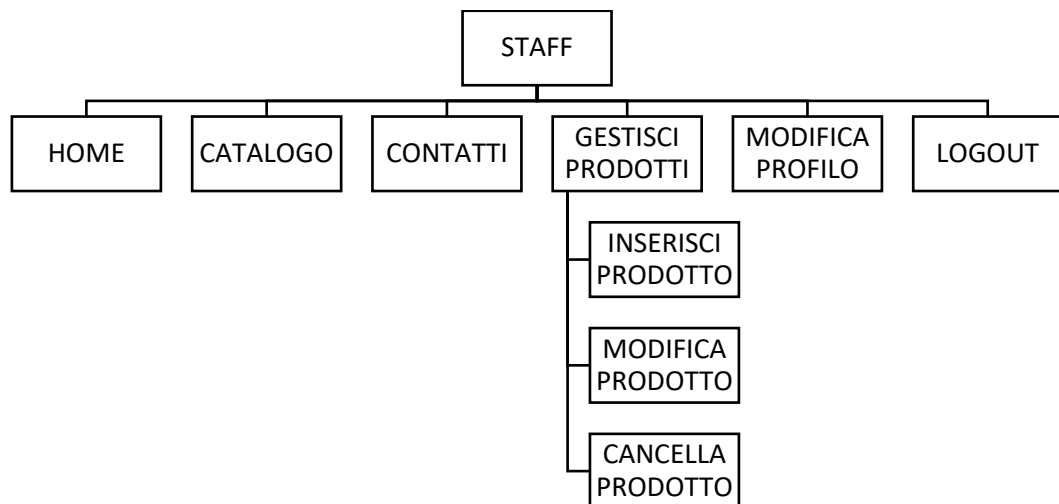 STAFF
HOME
CATALOGO
CONTATTI
GESTISCI
PRODOTTI
MODIFICA
PROFILO
LOGOUT
INSERISCI
PRODOTTO
MODIFICA
PRODOTTO
CANCELLA
PRODOTTO